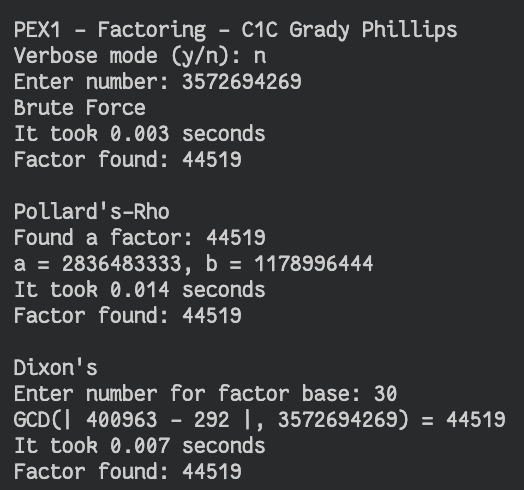 PEX1 - Factoring - C1C Grady Phillips
Verbose mode (y/n): n
Enter number: 3572694269
Brute Force
It took 0.003 seconds
Factor found: 44519
Pollard's-Rho
Found a factor: 44519
a = 2836483333, b = 1178996444
It took 0.014 seconds
Factor found: 44519
Dixon's
Enter number for factor base: 30
GCD(| 400963 - 292 |, 3572694269) = 44519
It took 0.007 seconds
Factor found: 44519